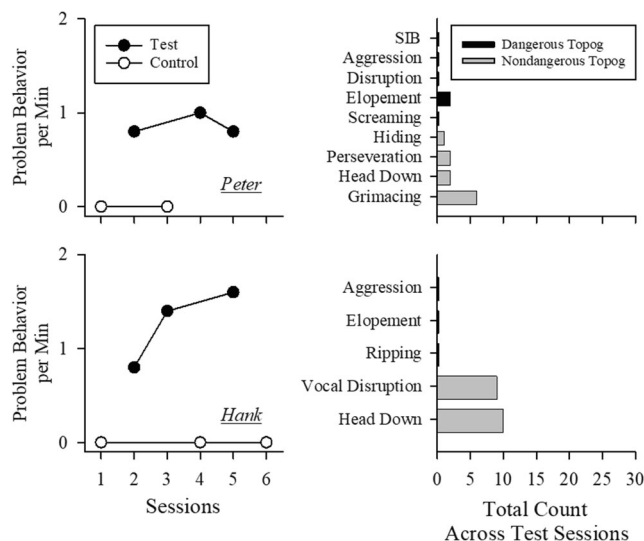 2
1
0
Problem Behavior
per Min
Test
Control
Peter
SIB
Aggression
Disruption
Elopement
Screaming
Hiding
Perseveration
Head Down
Grimacing
Dangerous Topog
Nondangerous Topog
2
1
0
Problem Behavior
per Min
Hank
1 2 3 4 5 6
Sessions
Aggression
Elopement
Ripping
Vocal Disruption
Head Down
0 5 10 15 20 25 30
Total Count
Across Test Sessions